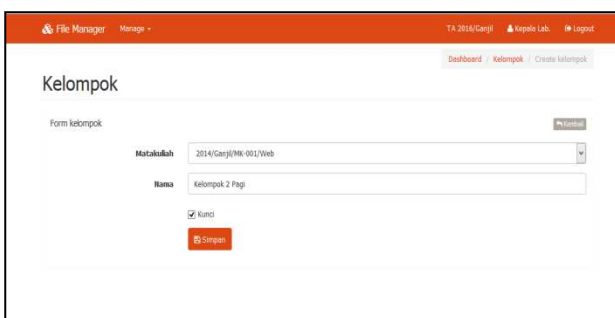 File Manager Manage TA 2016/Ganjil Kepala Lab. Logout
Dashboard / Kelompok / Create kelompok
Kelompok
Form kelompok Kembali
Matakuliah 2014/Ganjil/MK-001/Web
Nama Kelompok 2 Pagi
Kunci
Simpan